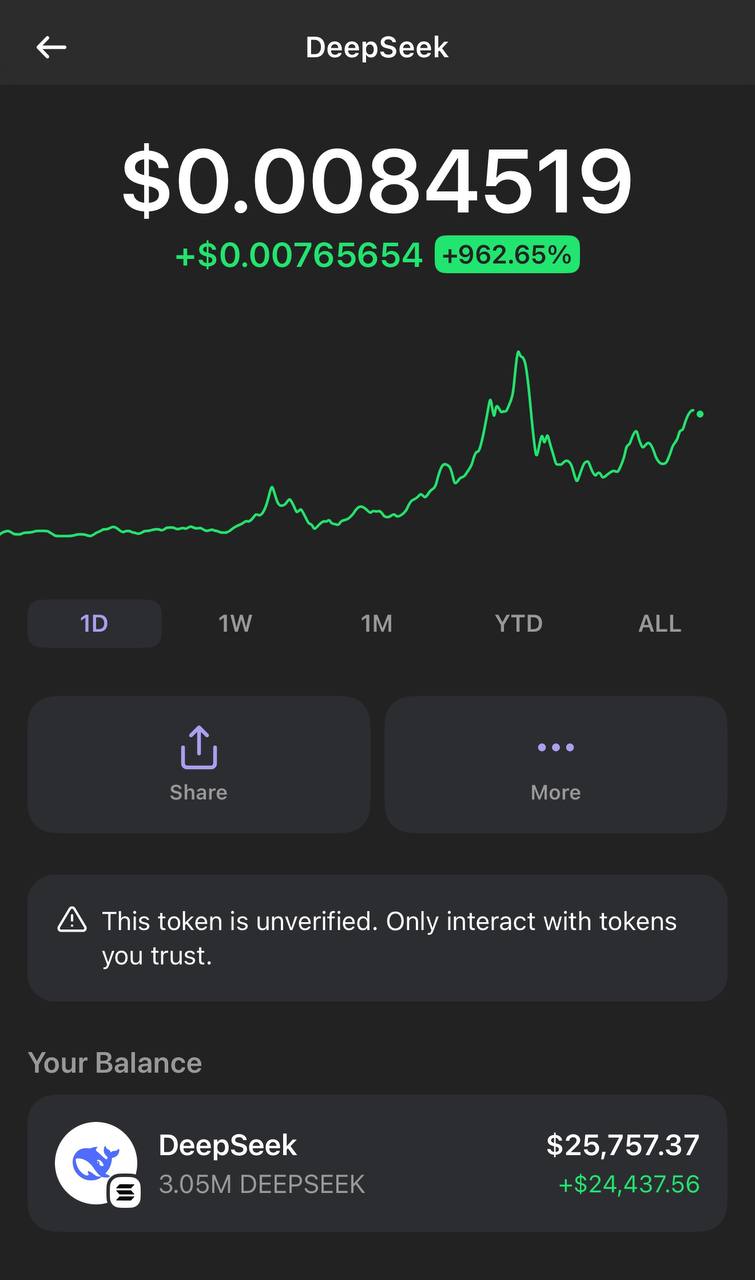 DeepSeek
$0.0084519
+$0.00765654 +962.65%
1D 1W 1M YTD ALL
Share More
This token is unverified. Only interact with tokens
you trust.
Your Balance
DeepSeek $25,757.37
3.05M DEEPSEEK +$24,437.56